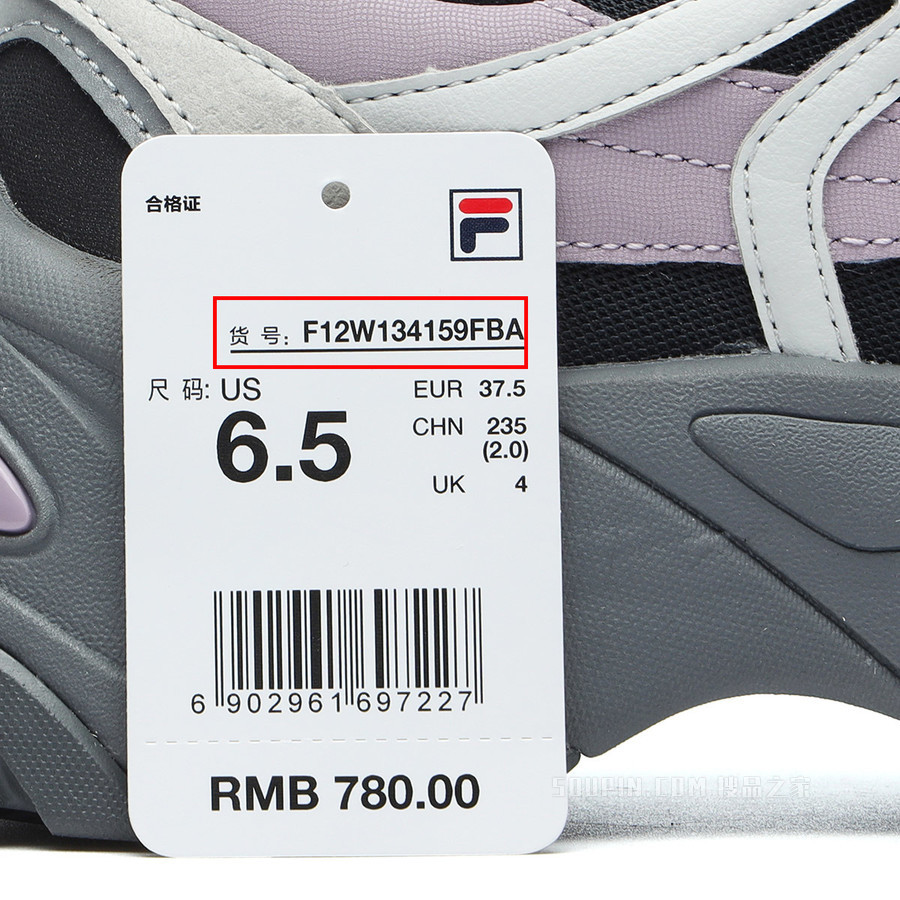 合格证
货 号: F12W134159FBA
尺 码: US
6.5
EUR 37.5
CHN 235
(2.0)
UK 4
6 902961 697227
RMB 780.00
SOUPIN.COM 搜品之家